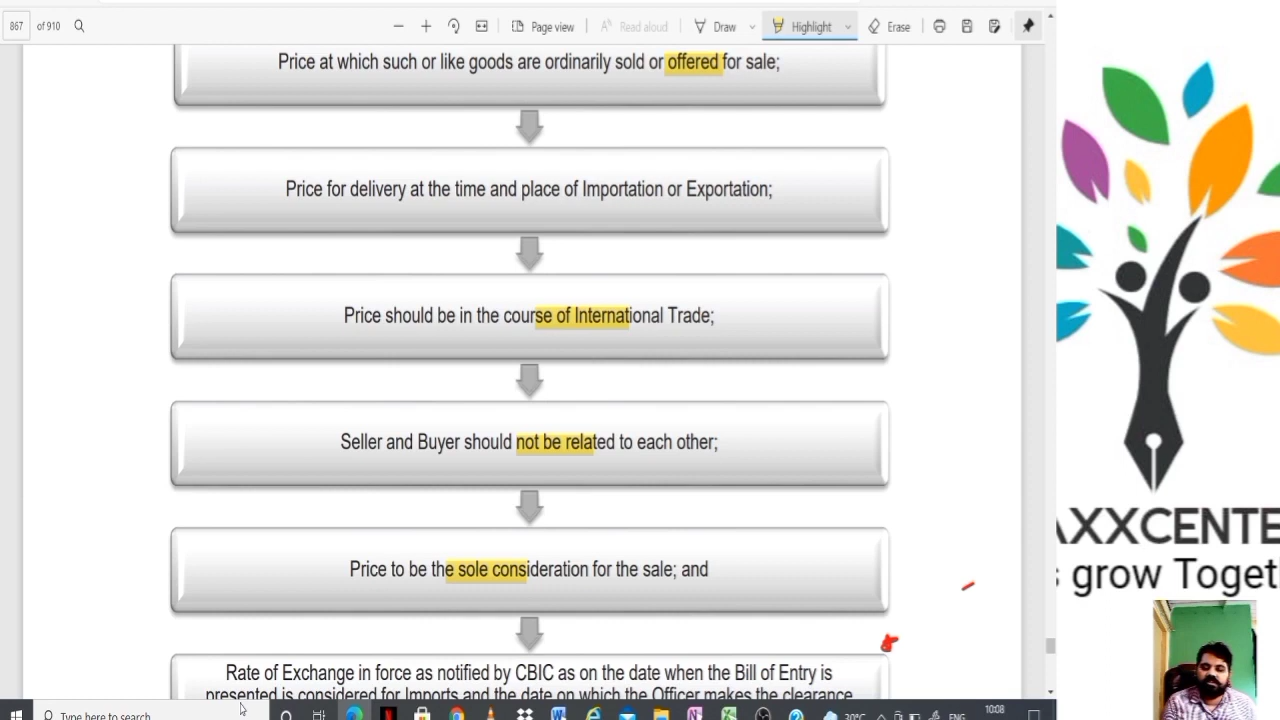 867 of 910
Page view
Read aloud
Draw
Highlight
Erase
Price at which such or like goods are ordinarily sold or offered for sale;
Price for delivery at the time and place of Importation or Exportation;
Price should be in the course of International Trade;
Seller and Buyer should not be related to each other;
Price to be the sole consideration for the sale; and
Rate of Exchange in force as notified by CBIC as on the date when the Bill of Entry is
presented is considered for Imports and the date on which the Officer makes the clearance
AXXCENTE
s grow Togeth
Type here to search
30°C
ENG
10:08